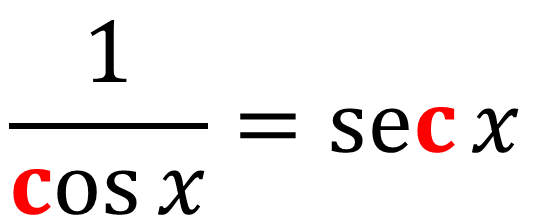 1
cos x = sec x